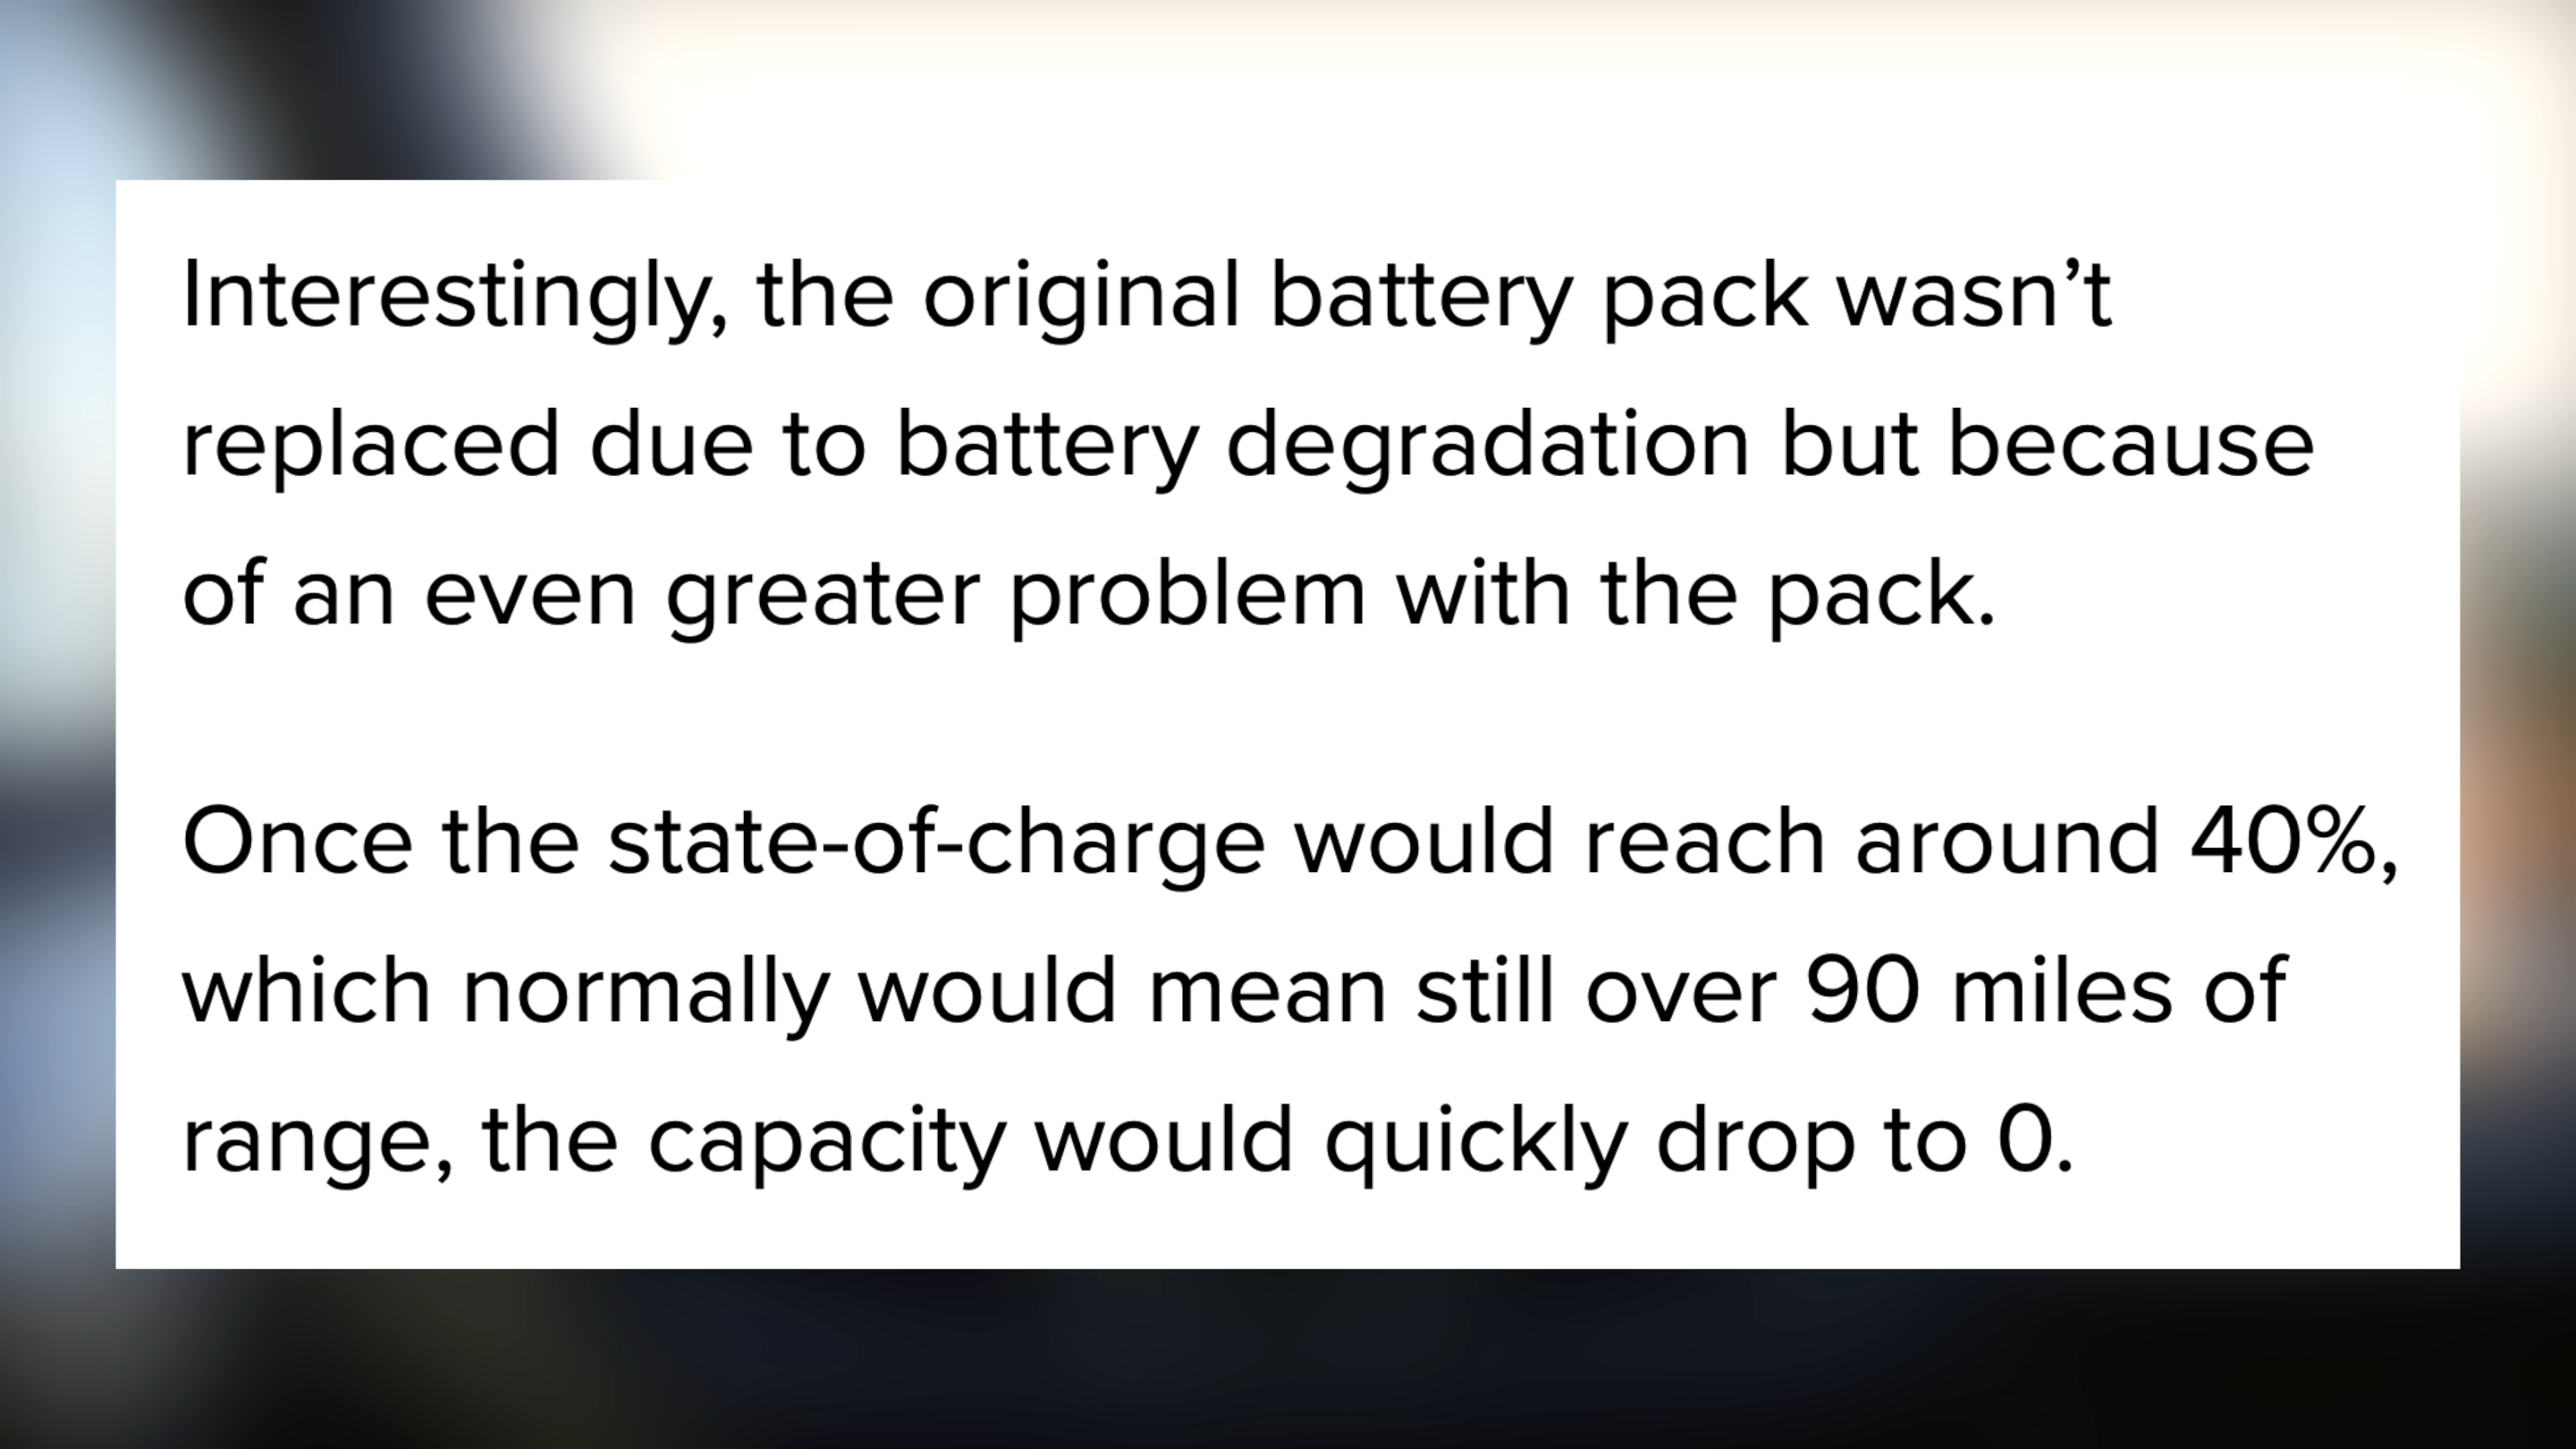 Interestingly, the original battery pack wasn’t
replaced due to battery degradation but because
of an even greater problem with the pack.
Once the state-of-charge would reach around 40%,
which normally would mean still over 90 miles of
range, the capacity would quickly drop to 0.